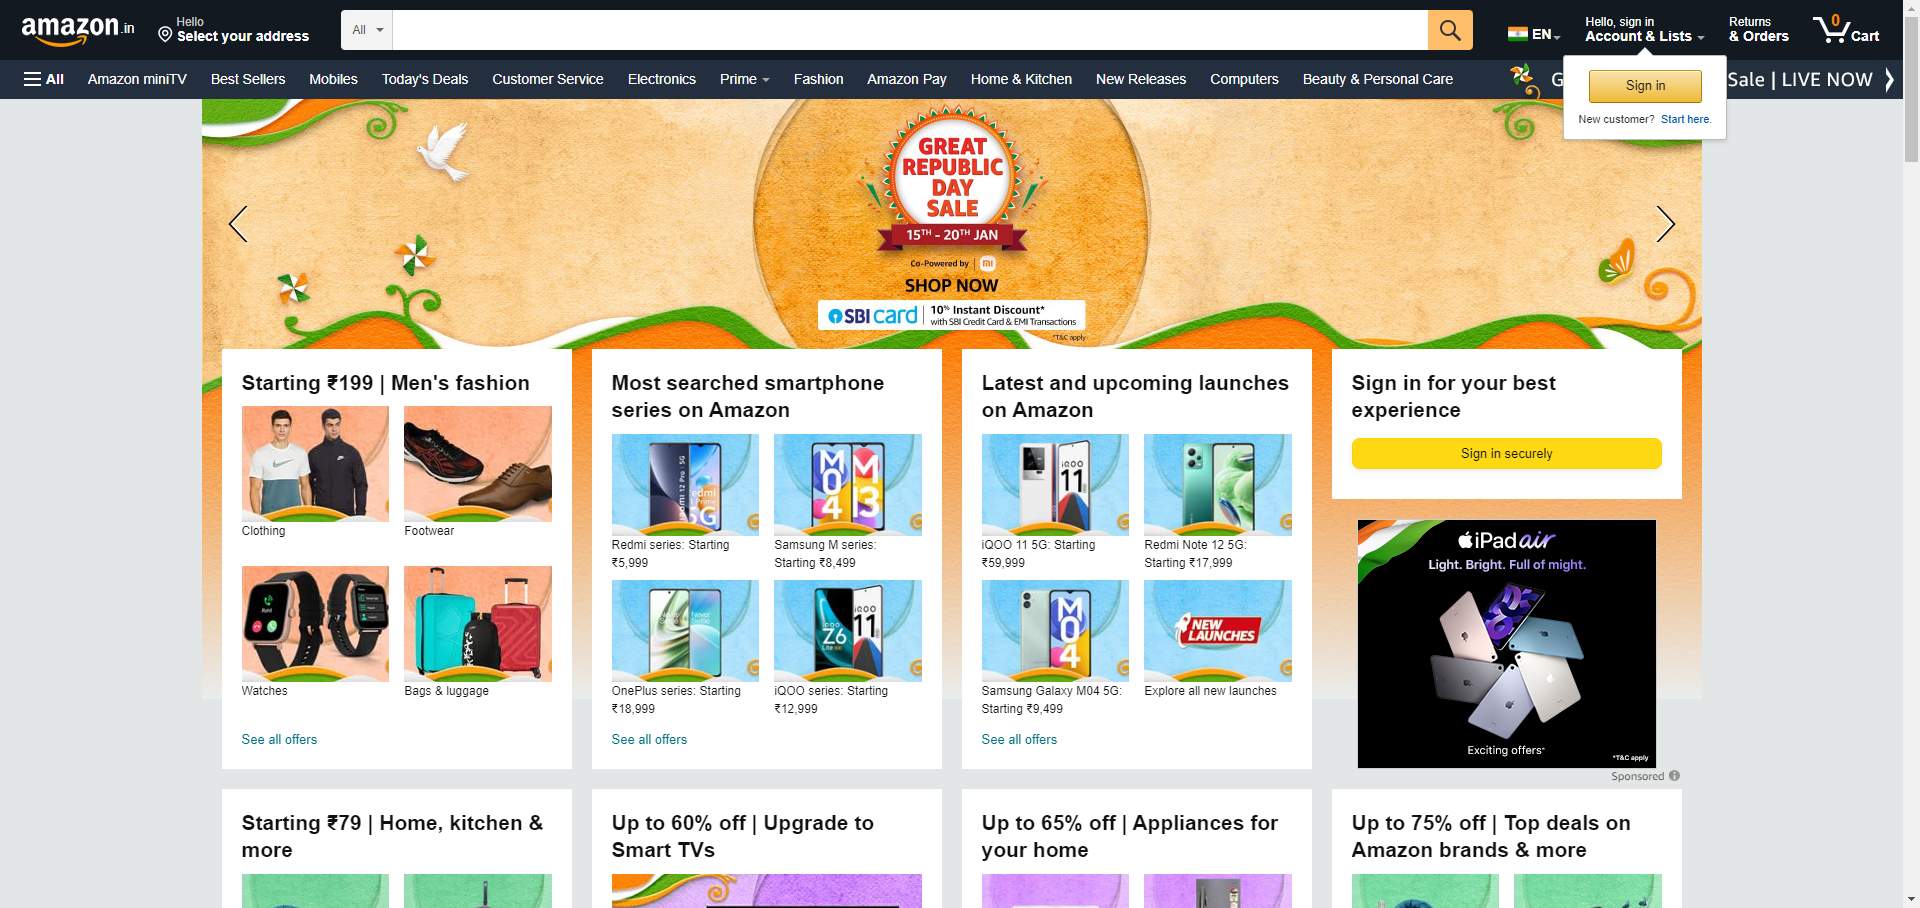 amazon.in
Hello
Select your address
All
EN
Hello, sign in
Account & Lists
Returns
& Orders
0
Cart
All
Amazon miniTV
Best Sellers
Mobiles
Today's Deals
Customer Service
Electronics
Prime
Fashion
Amazon Pay
Home & Kitchen
New Releases
Computers
Beauty & Personal Care
G
Sale | LIVE NOW
Sign in
New customer? Start here.
GREAT
REPUBLIC
DAY
SALE
15TH - 20TH JAN
Co-Powered by | mi
SHOP NOW
SBI card
10% Instant Discount*
with SBI Credit Card & EMI Transactions
*T&C apply
Starting ₹199 | Men's fashion
Clothing
Footwear
Watches
Bags & luggage
See all offers
Most searched smartphone
series on Amazon
Redmi series: Starting
₹5,999
M04
M13
Samsung M series:
Starting ₹8,499
OnePlus series: Starting
₹18,999
iQOO
Z6
Lite
iQOO
11
iQOO series: Starting
₹12,999
See all offers
Latest and upcoming launches
on Amazon
iQOO
11
iQOO 11 5G: Starting
₹59,999
Redmi Note 12 5G:
Starting ₹17,999
M04
Samsung Galaxy M04 5G:
Starting ₹9,499
NEW
LAUNCHES
Explore all new launches
See all offers
Sign in for your best
experience
Sign in securely
iPad air
Light. Bright. Full of might.
Exciting offers*
*T&C apply
Sponsored
Starting ₹79 | Home, kitchen &
more
Up to 60% off | Upgrade to
Smart TVs
Up to 65% off | Appliances for
your home
Up to 75% off | Top deals on
Amazon brands & more